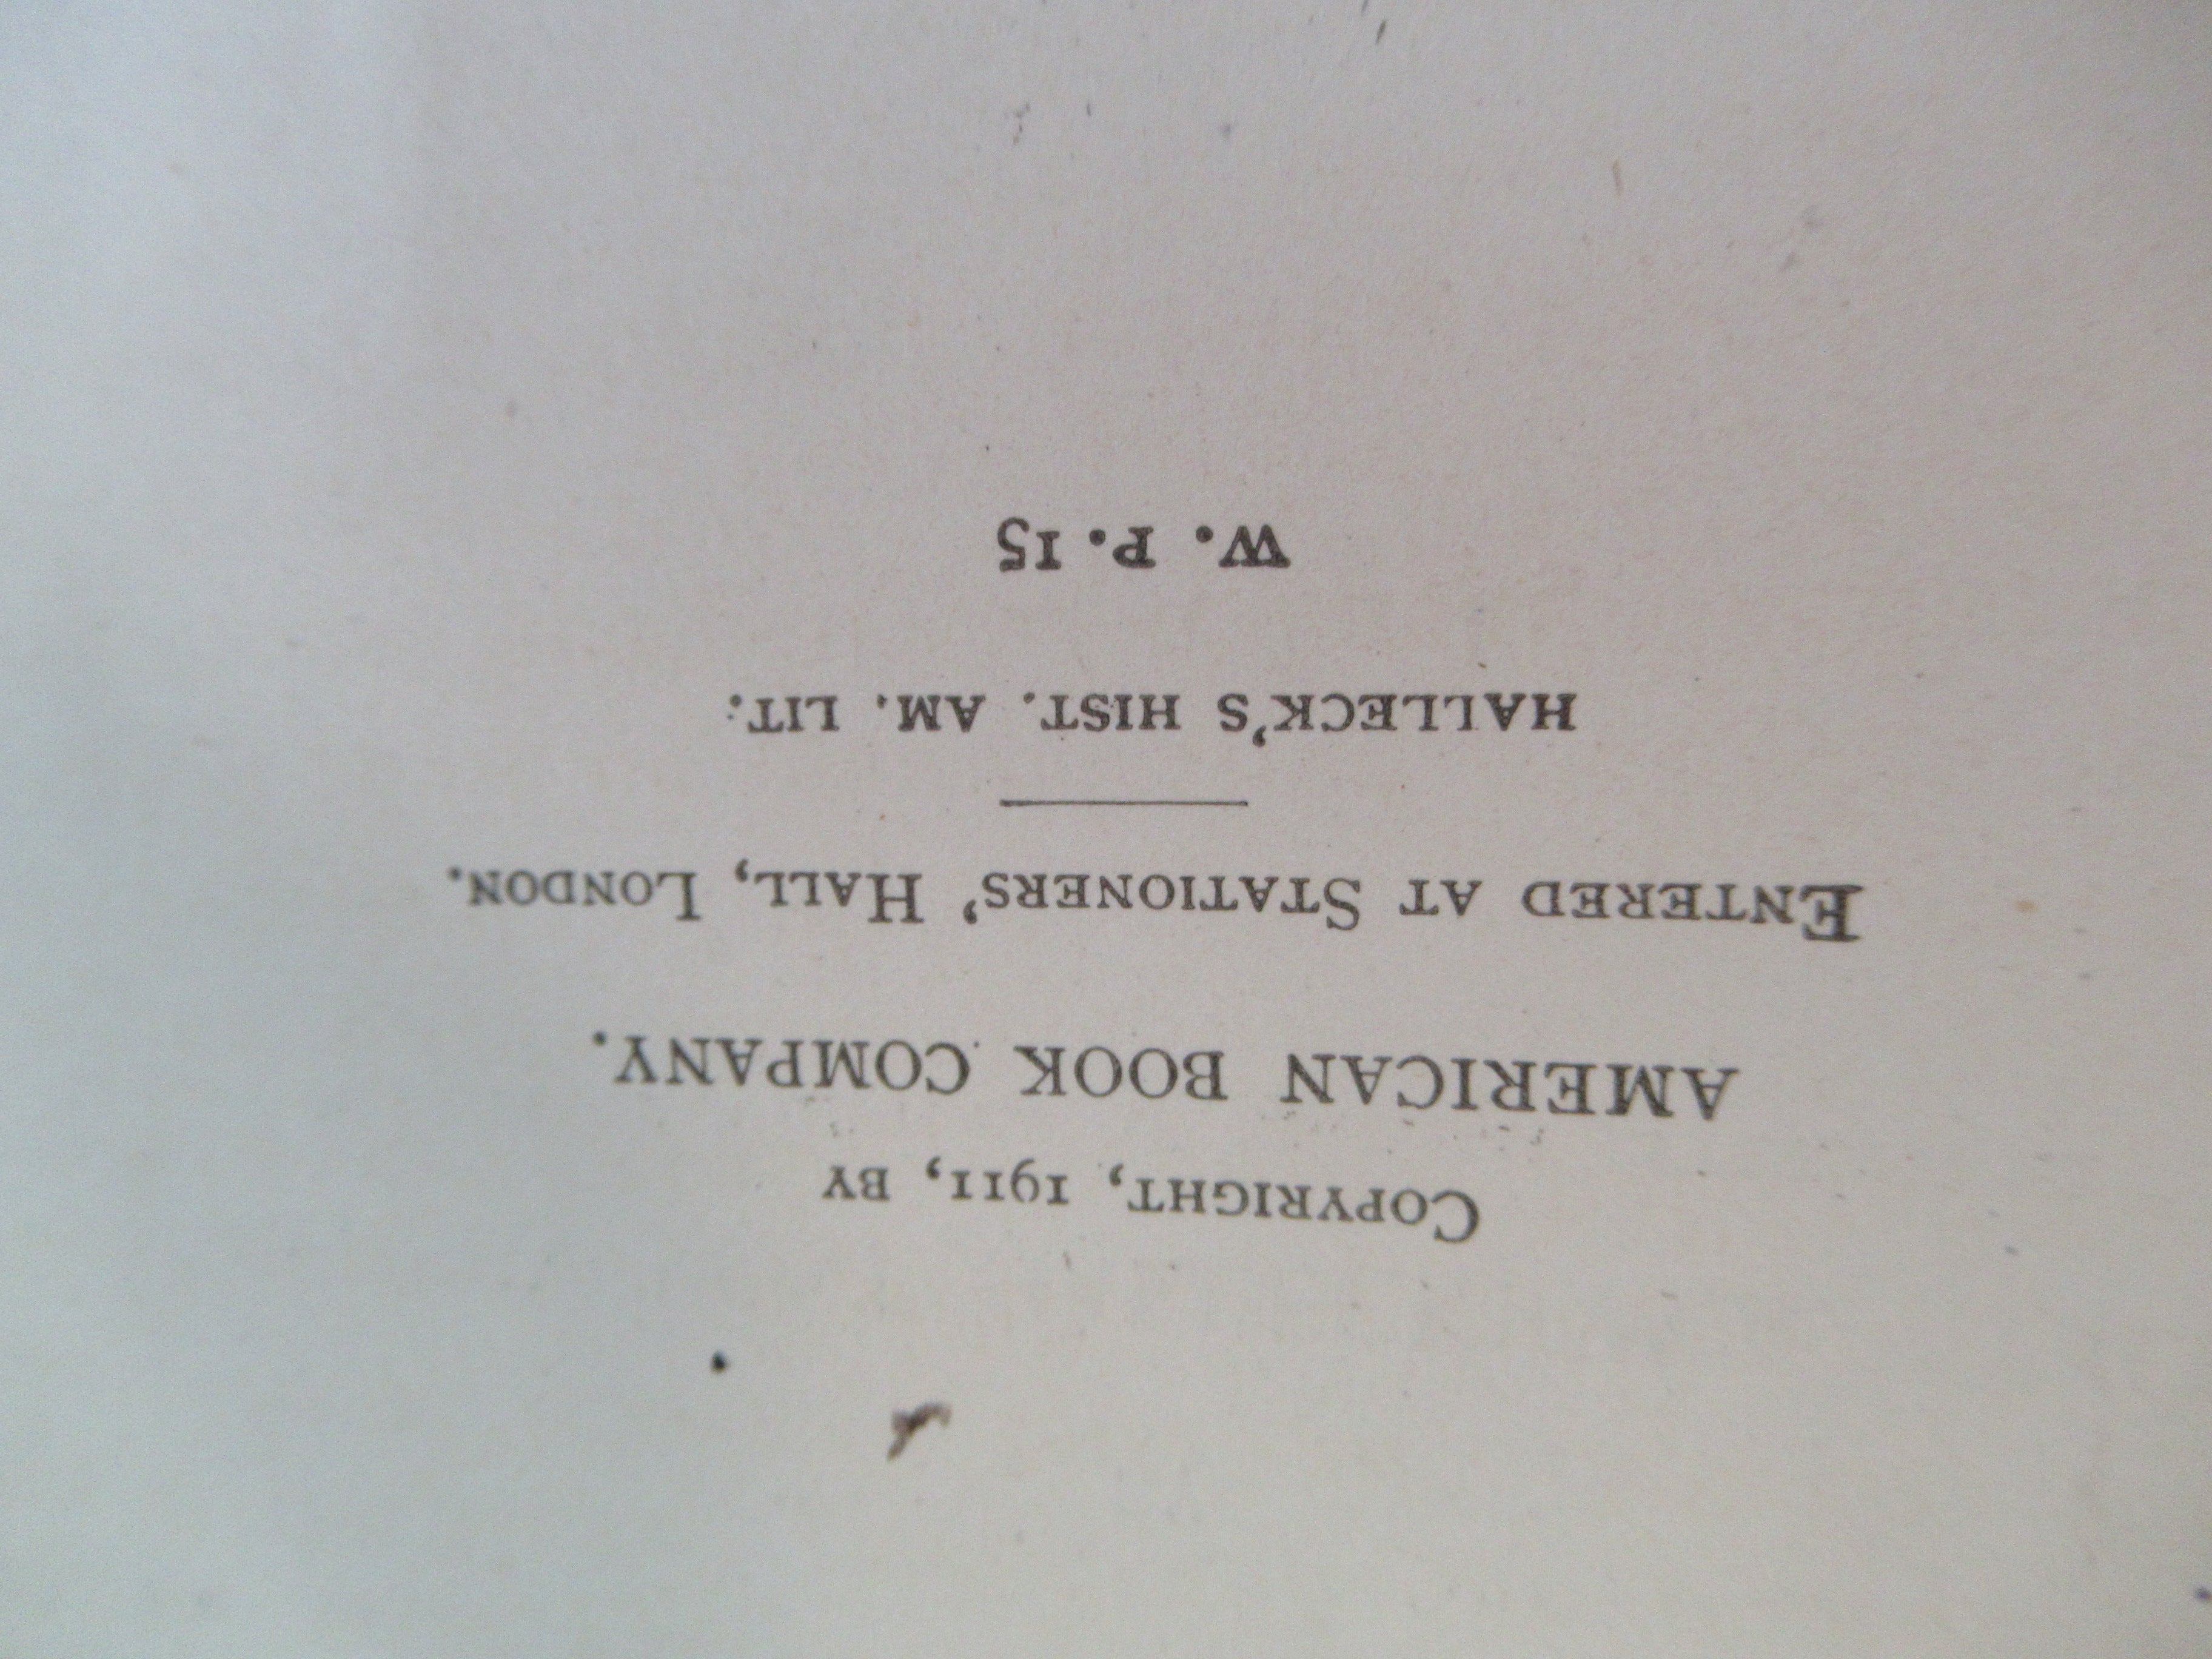 COPYRIGHT, 1911, BY
AMERICAN BOOK COMPANY.
ENTERED AT STATIONERS' HALL, LONDON.
HALLECK'S HIST. AM. LIT.
W. P. 15